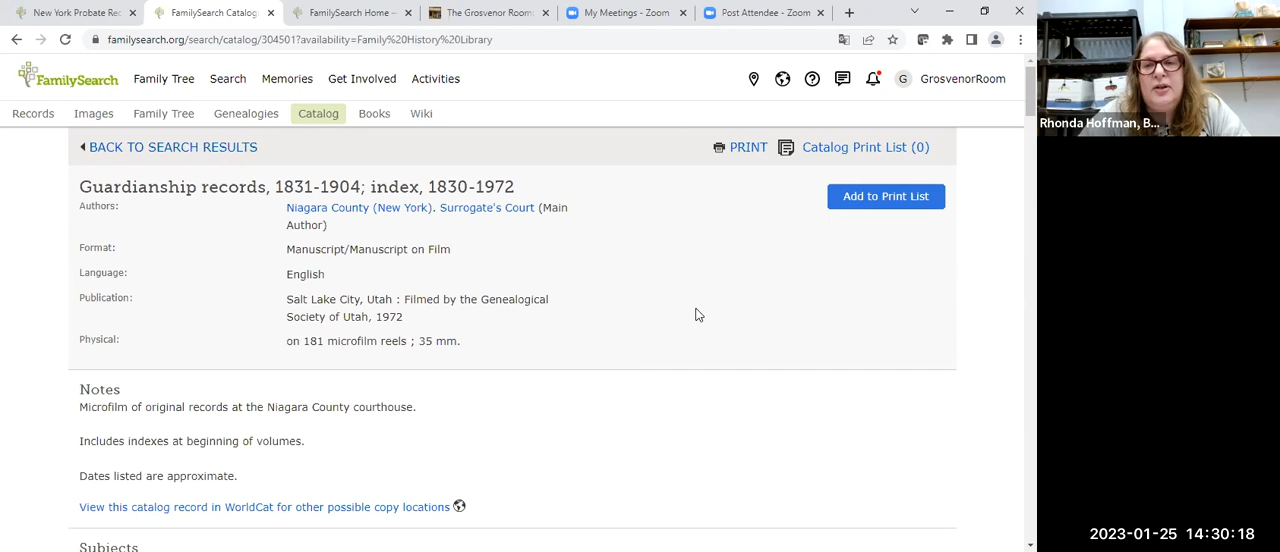 New York Probate Rec
FamilySearch Catalog:
FamilySearch —
The Grosvenor Room:
My Meetings - Zoom
Post Attendee - Zoom
familysearch.org/search/catalog/304501?availability
History%20Library
FamilySearch
Family Tree
Search
Memories
Get Involved
Activities
G
GrosvenorRoom
Records
Images
Family Tree
Genealogies
Catalog
Books
Wiki
BACK TO SEARCH RESULTS
PRINT
Catalog Print List (0)
Guardianship records, 1831-1904; index, 1830-1972
Add to Print List
Authors:
Niagara County (New York). Surrogate's Court (Main
Author)
Format:
Manuscript/Manuscript on Film
Language:
English
Publication:
Salt Lake City, Utah : Filmed by the Genealogical
Society of Utah, 1972
Physical:
on 181 microfilm reels ; 35 mm.
Notes
Microfilm of original records at the Niagara County courthouse.
Includes indexes at beginning of volumes.
Dates listed are approximate.
View this catalog record in WorldCat for other possible copy locations
Subjects
Rhonda Hoffman, B...
2023-01-25 14:30:18